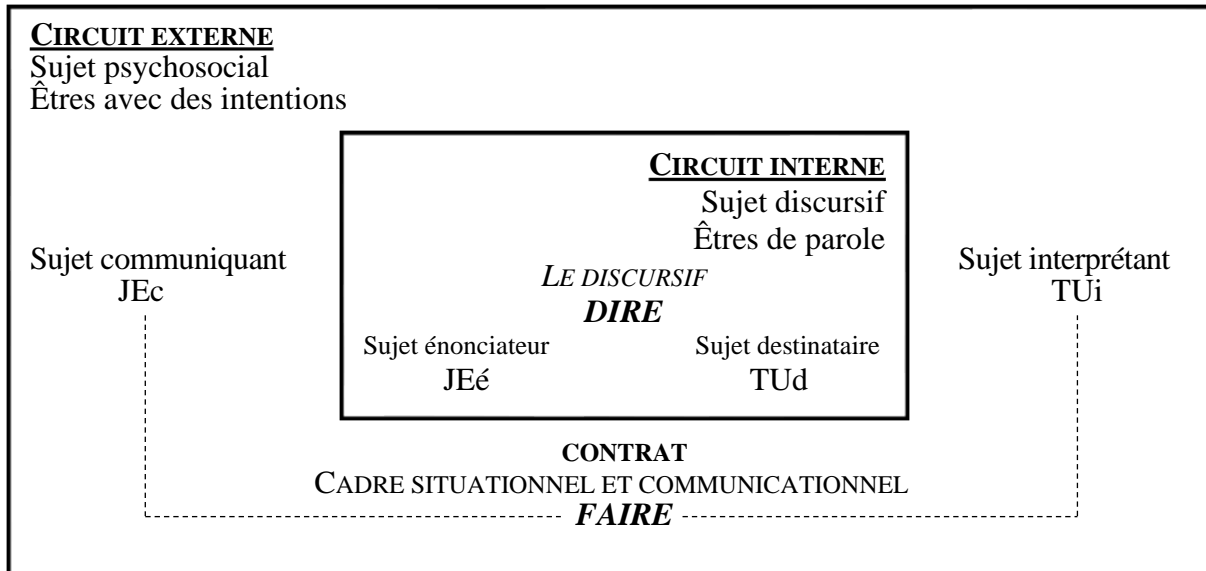 CIRCUIT EXTERNE
Sujet psychosocial
Êtres avec des intentions
CIRCUIT INTERNE
Sujet discursif
Êtres de parole
Sujet communiquant
JEc
LE DISCURSIF
DIRE
Sujet interprétant
TUi
Sujet énonciateur
JEé
Sujet destinataire
TUd
CONTRAT
CADRE SITUATIONNEL ET COMMUNICATIONNEL
FAIRE